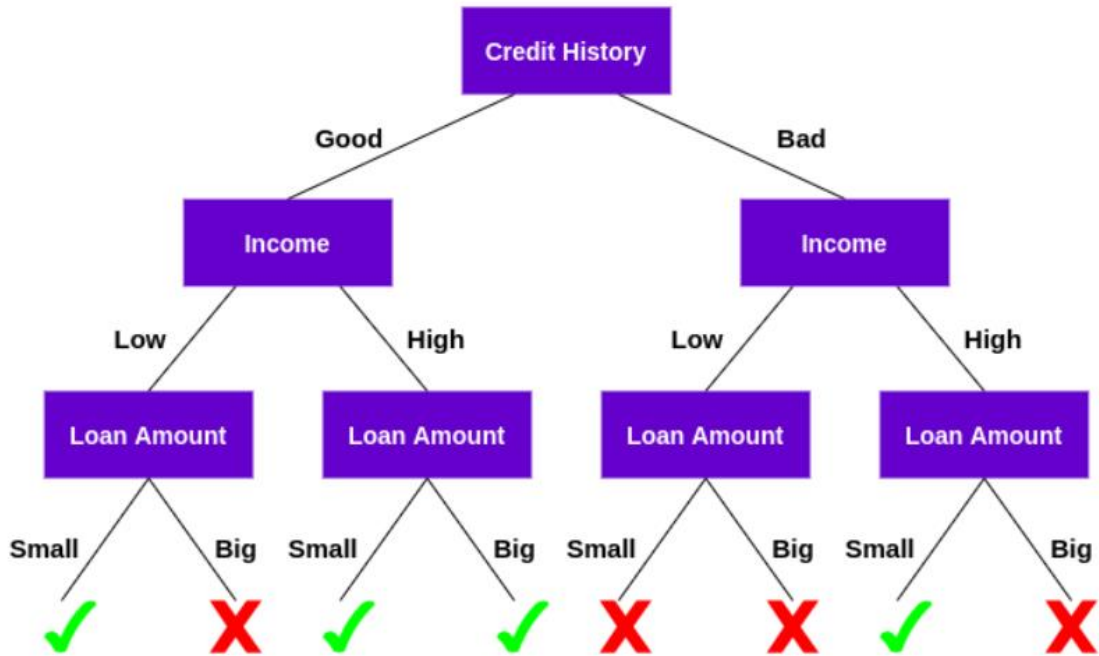 Credit History
Good
Bad
Income
Income
Low
High
Low
High
Loan Amount
Loan Amount
Loan Amount
Loan Amount
Small
Big
Small
Big
Small
Big
Small
Big